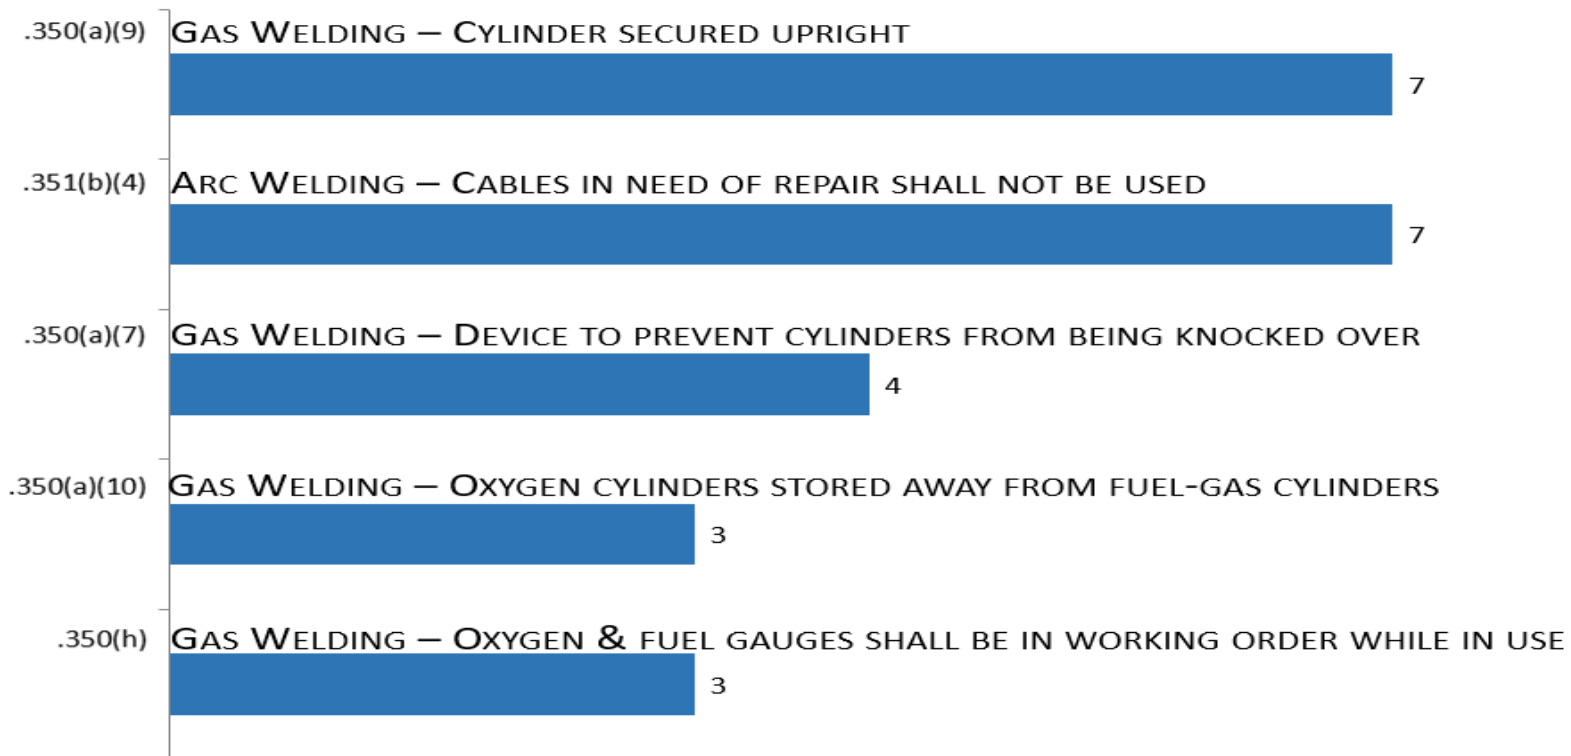 .350(a)(9) Gas Welding – Cylinder secured upright
7
.351(b)(4) Arc Welding – Cables in need of repair shall not be used
7
.350(a)(7) Gas Welding – Device to prevent cylinders from being knocked over
4
.350(a)(10) Gas Welding – Oxygen cylinders stored away from fuel-gas cylinders
3
.350(h) Gas Welding – Oxygen & fuel gauges shall be in working order while in use
3